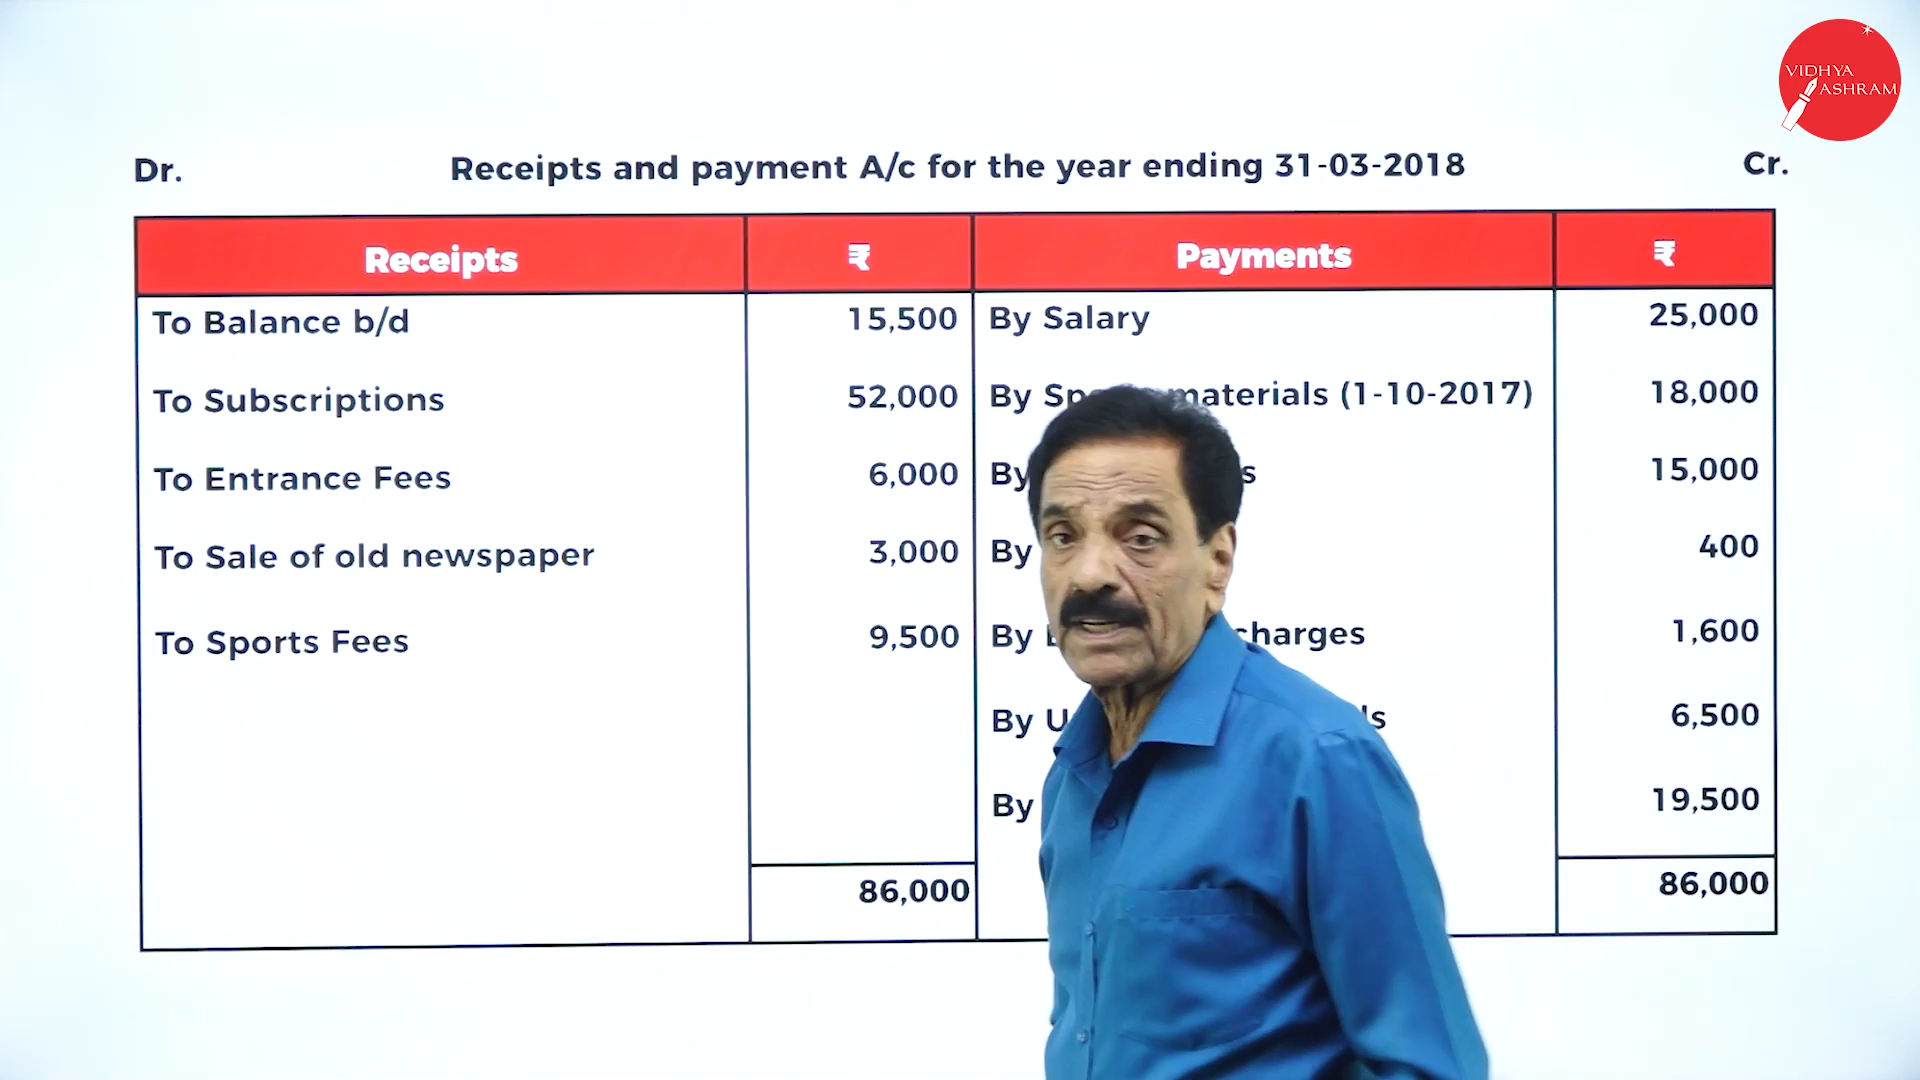 VIDHYA
ASHRAM
Dr. Receipts and payment A/c for the year ending 31-03-2018 Cr.
Receipts ₹ Payments ₹
To Balance b/d 15,500 By Salary 25,000
To Subscriptions 52,000 By materials (1-10-2017) 18,000
To Entrance Fees 6,000 By 15,000
To Sale of old newspaper 3,000 By 400
To Sports Fees 9,500 By charges 1,600
By 6,500
By 19,500
86,000 86,000